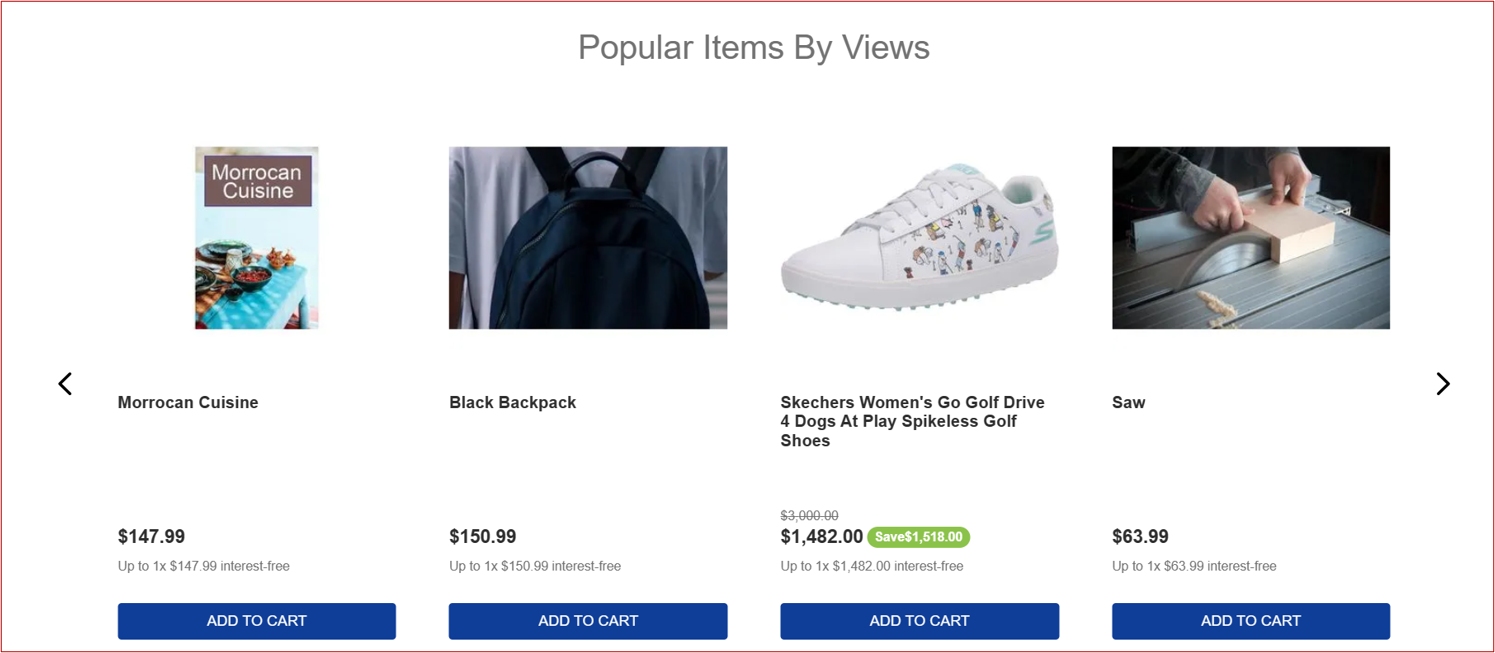 Popular Items By Views
Morrocan
Cuisine
Morrocan Cuisine
$147.99
Up to 1x $147.99 interest-free
ADD TO CART
Black Backpack
$150.99
Up to 1x $150.99 interest-free
ADD TO CART
Skechers Women's Go Golf Drive
4 Dogs At Play Spikeless Golf
Shoes
$3,000.00
$1,482.00 Save$1,518.00
Up to 1x $1,482.00 interest-free
ADD TO CART
Saw
$63.99
Up to 1x $63.99 interest-free
ADD TO CART